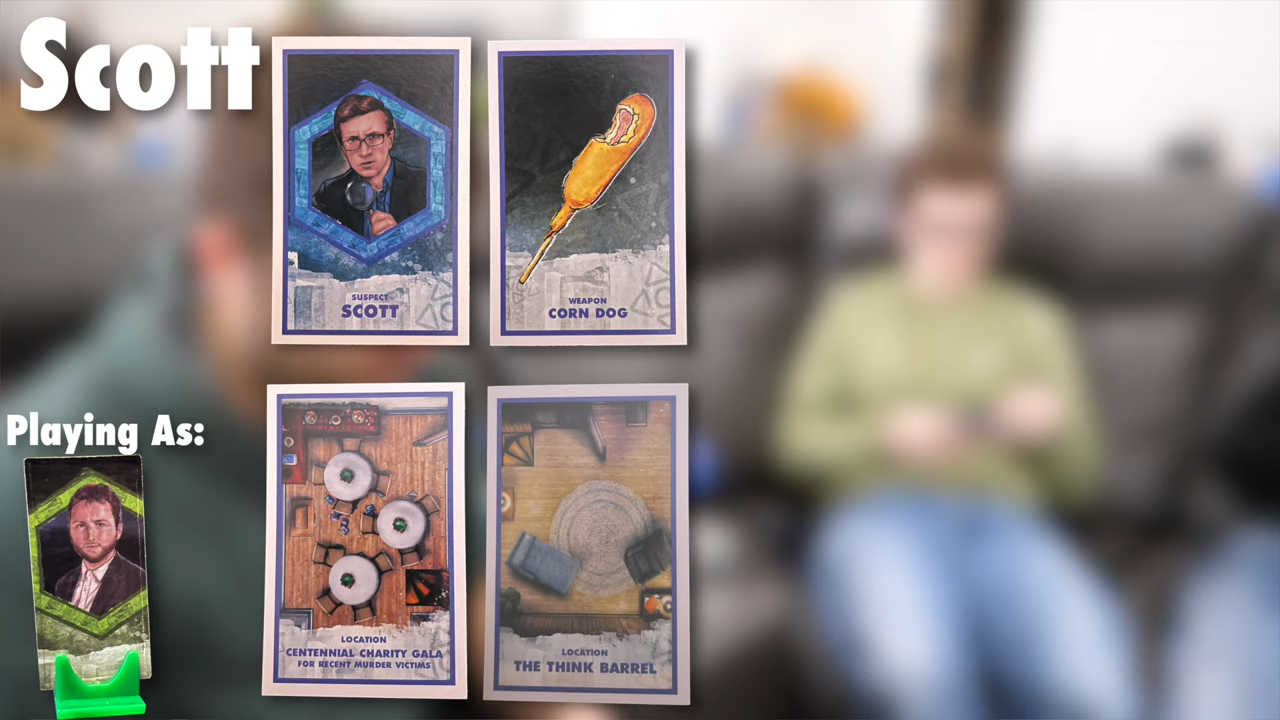 Scott
SUSPECT
SCOTT
WEAPON
CORN DOG
Playing As:
LOCATION
CENTENNIAL CHARITY GALA
FOR RECENT MURDER VICTIMS
LOCATION
THE THINK BARREL